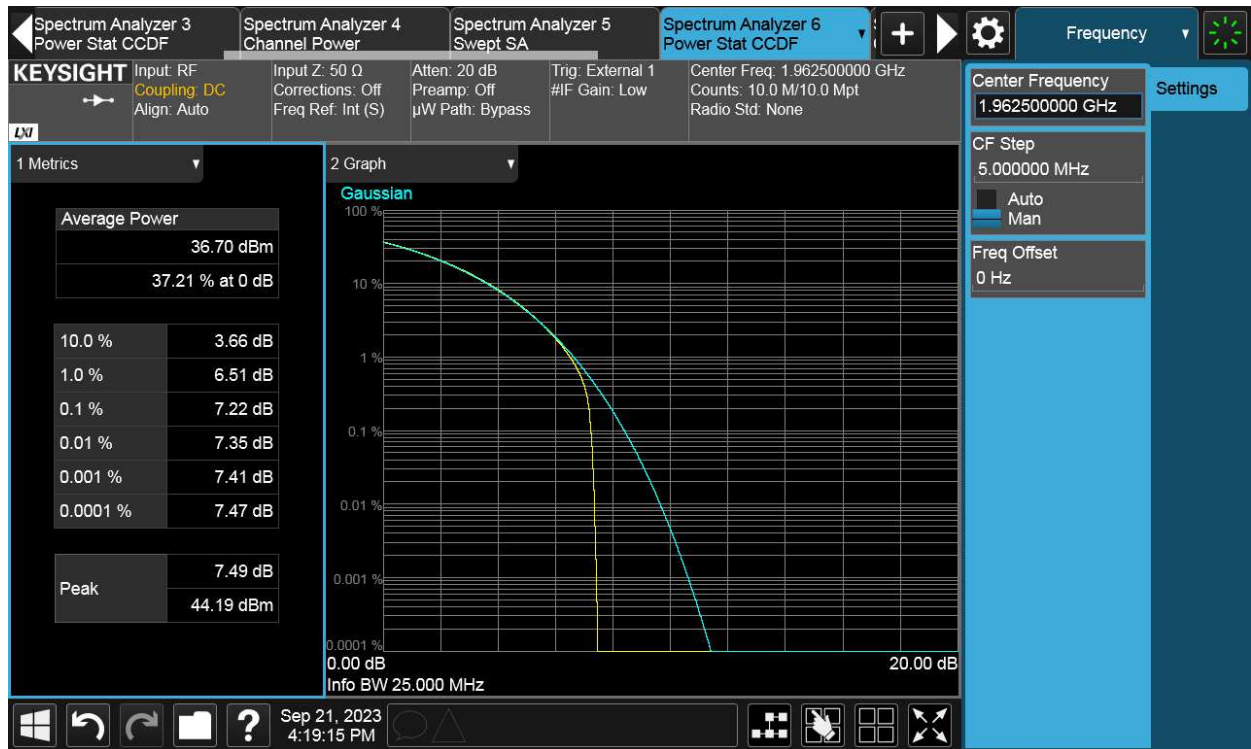 Spectrum Analyzer 3
Power Stat CCDF
Spectrum Analyzer 4
Channel Power
Spectrum Analyzer 5
Swept SA
Spectrum Analyzer 6
Power Stat CCDF
Frequency
KEYSIGHT
LXI
Input: RF
Coupling: DC
Align: Auto
Input Z: 50 Ω
Corrections: Off
Freq Ref: Int (S)
Atten: 20 dB
Preamp: Off
µW Path: Bypass
Trig: External 1
#IF Gain: Low
Center Freq: 1.962500000 GHz
Counts: 10.0 M/10.0 Mpt
Radio Std: None
Center Frequency
1.962500000 GHz
Settings
CF Step
5.000000 MHz
Auto
Man
Freq Offset
0 Hz
1 Metrics
Average Power
36.70 dBm
37.21 % at 0 dB
10.0 % 3.66 dB
1.0 % 6.51 dB
0.1 % 7.22 dB
0.01 % 7.35 dB
0.001 % 7.41 dB
0.0001 % 7.47 dB
Peak
7.49 dB
44.19 dBm
2 Graph
Gaussian
100 %
10 %
1 %
0.1 %
0.01 %
0.001 %
0.0001 %
0.00 dB 20.00 dB
Info BW 25.000 MHz
?
Sep 21, 2023
4:19:15 PM